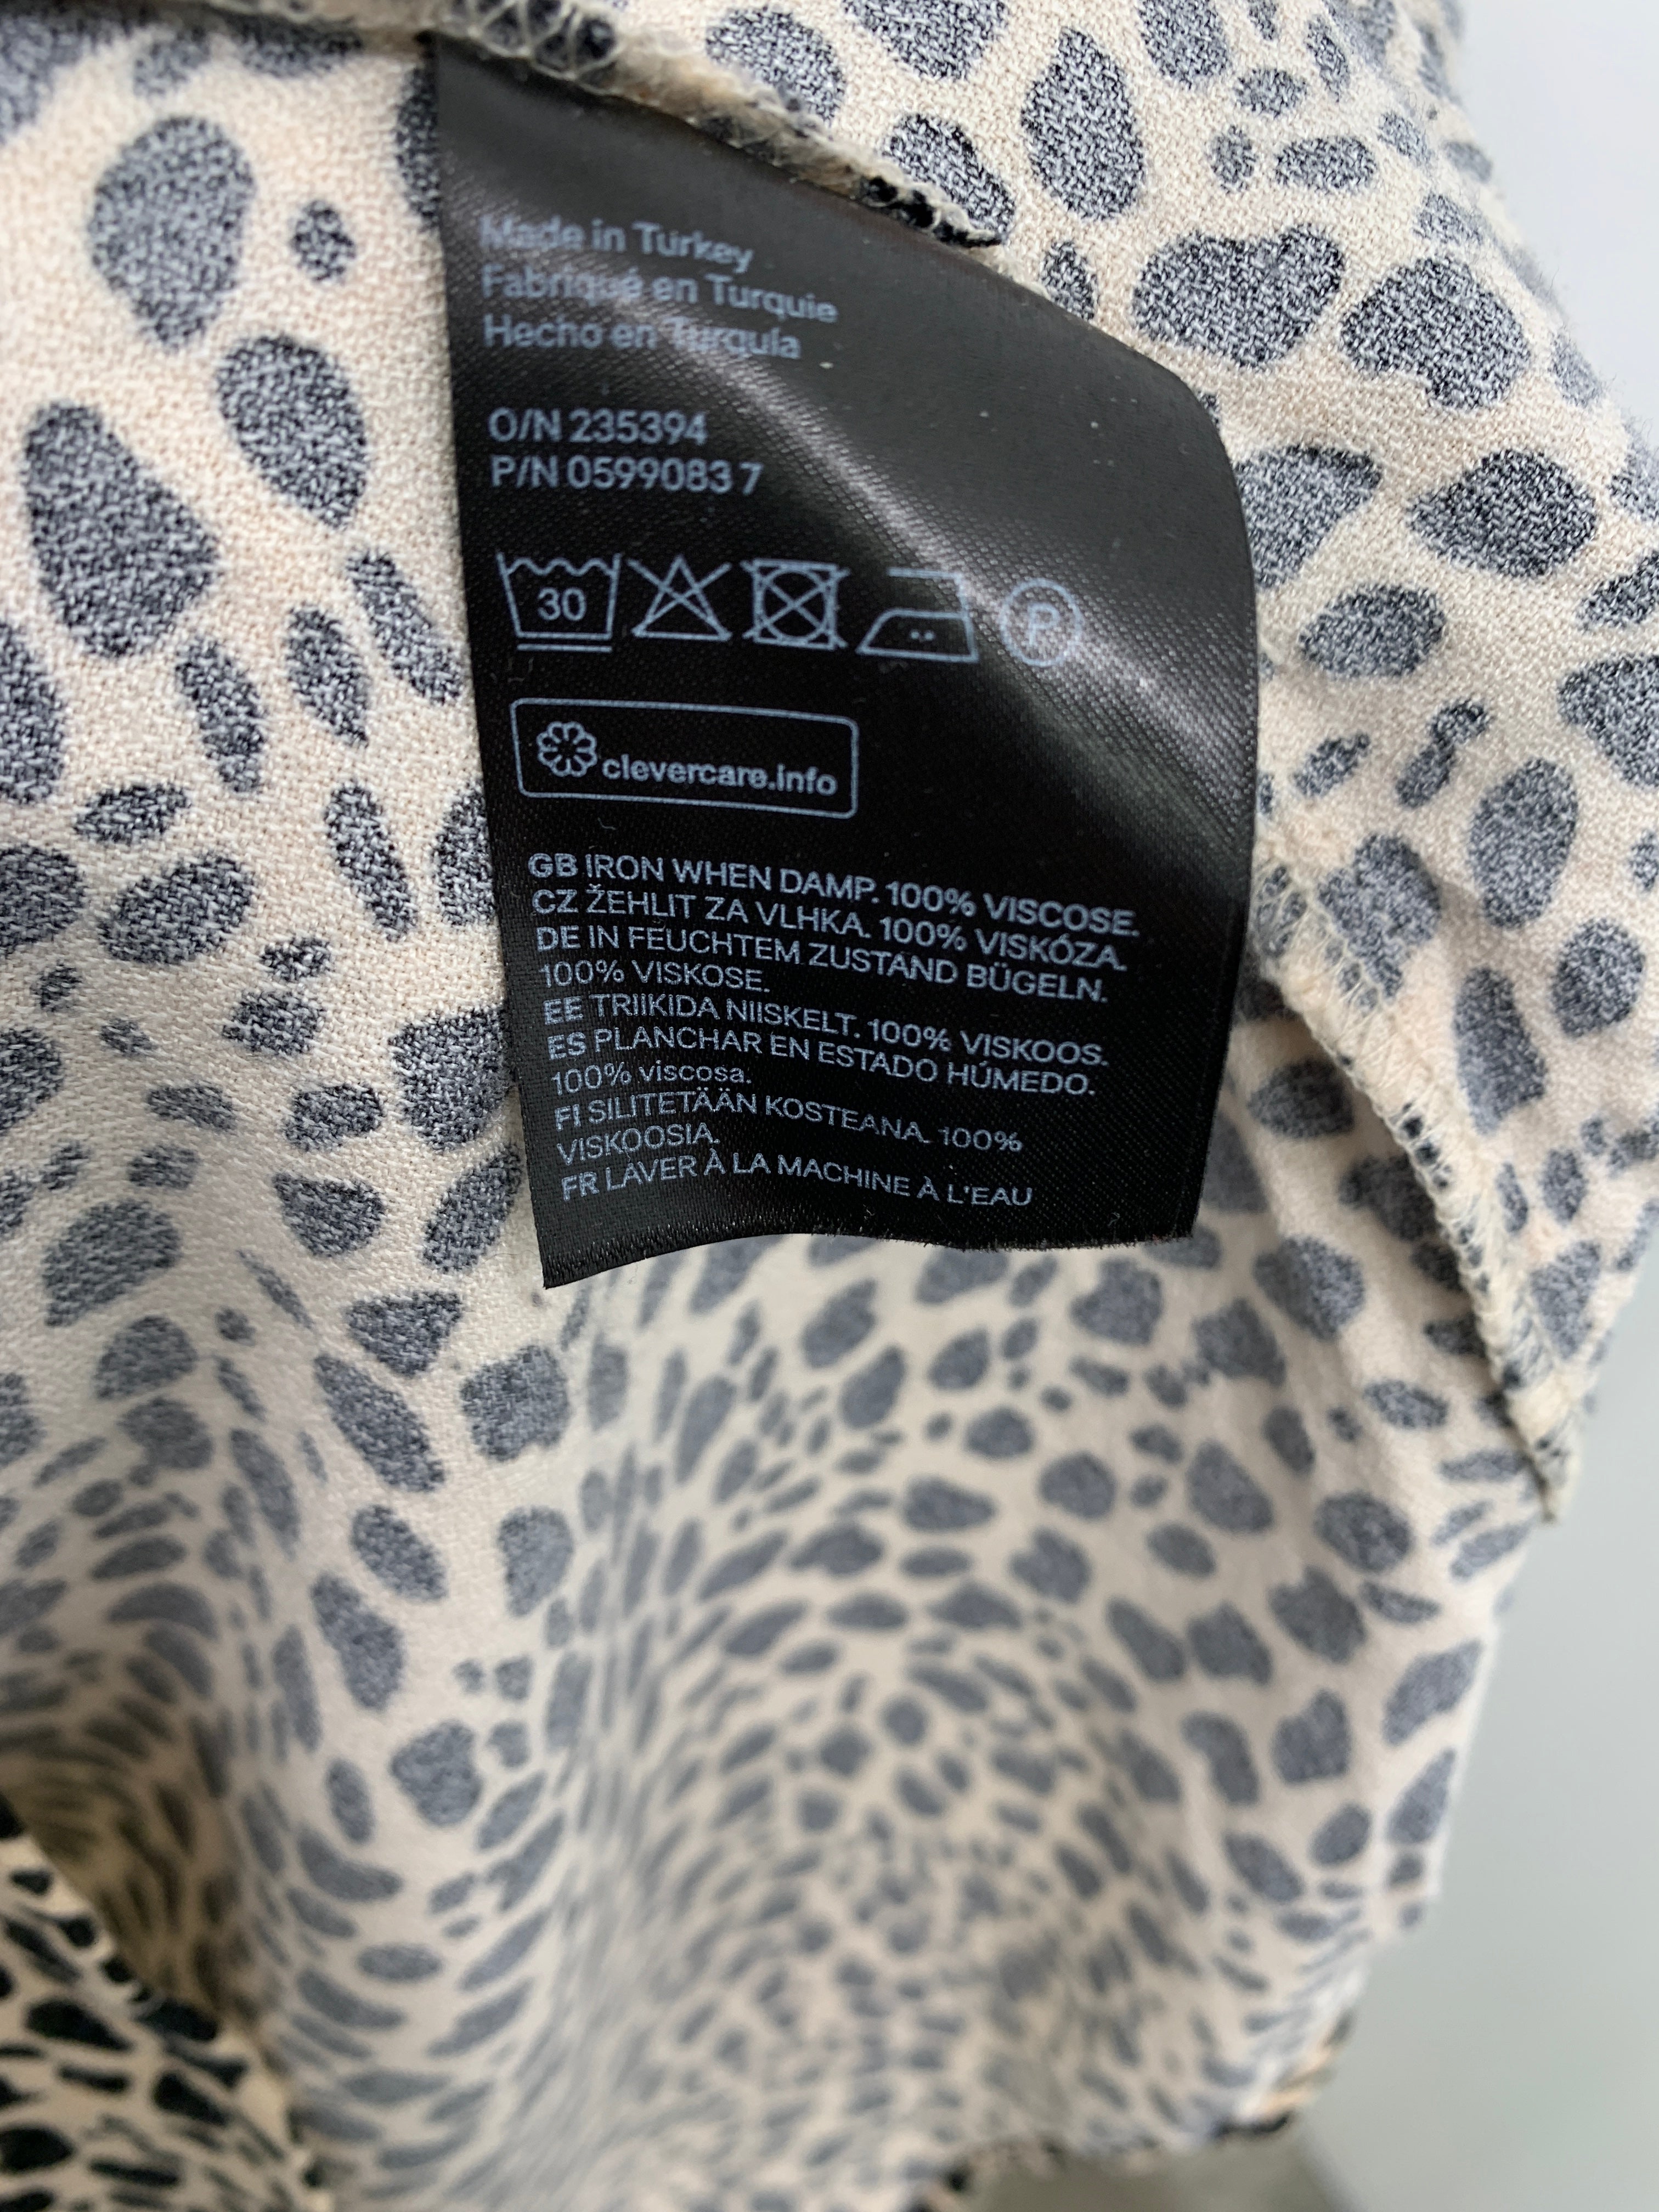 Made in Turkey
Fabriqué en Turquie
Hecho en Turquía
O/N 235394
P/N 0599083 7
30
P
clevercare.info
GB IRON WHEN DAMP. 100% VISCOSE.
CZ ŽEHLIT ZA VLHKA. 100% VISKÓZA.
DE IN FEUCHTEM ZUSTAND BÜGELN.
100% VISKOSE.
EE TRIIKIDA NIISKELT. 100% VISKOOS.
ES PLANCHAR EN ESTADO HÚMEDO.
100% viscosa.
FI SILITETÄÄN KOSTEANA. 100%
VISKOOSIA.
FR LAVER À LA MACHINE À L'EAU